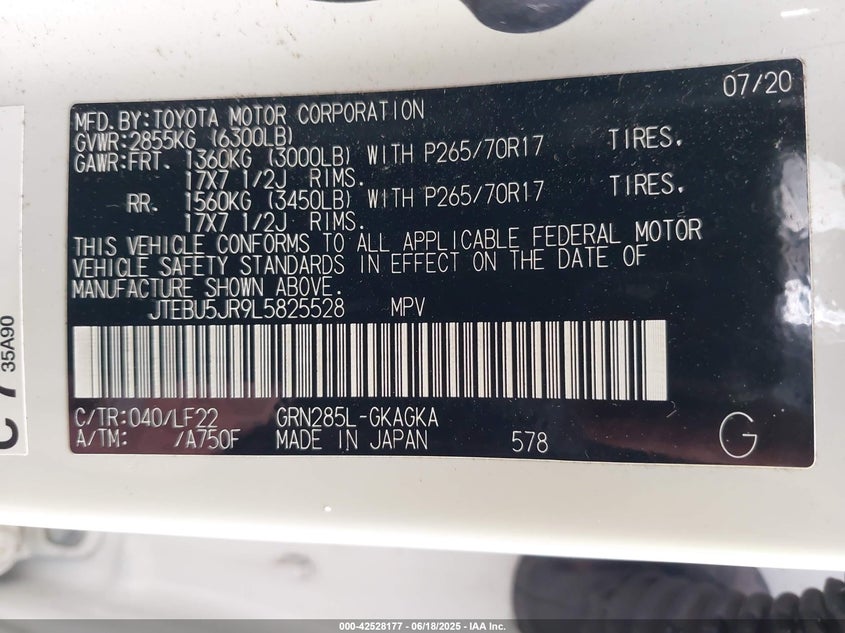 07/20
MFD.BY:TOYOTA MOTOR CORPORATION
GVWR:2855KG (6300LB)
GAWR:FRT. 1360KG (3000LB) WITH P265/70R17 TIRES.
17X7 1/2J RIMS.
RR. 1560KG (3450LB) WITH P265/70R17 TIRES.
17X7 1/2J RIMS.
THIS VEHICLE CONFORMS TO ALL APPLICABLE FEDERAL MOTOR
VEHICLE SAFETY STANDARDS IN EFFECT ON THE DATE OF
MANUFACTURE SHOWN ABOVE.
JTEBU5JR9L5825528 MPV
C/TR:040/LF22 GRN285L-GKAGKA
A/TM: /A750F MADE IN JAPAN 578 G
35A90
000-42528177 - 06/18/2025 - IAA Inc.